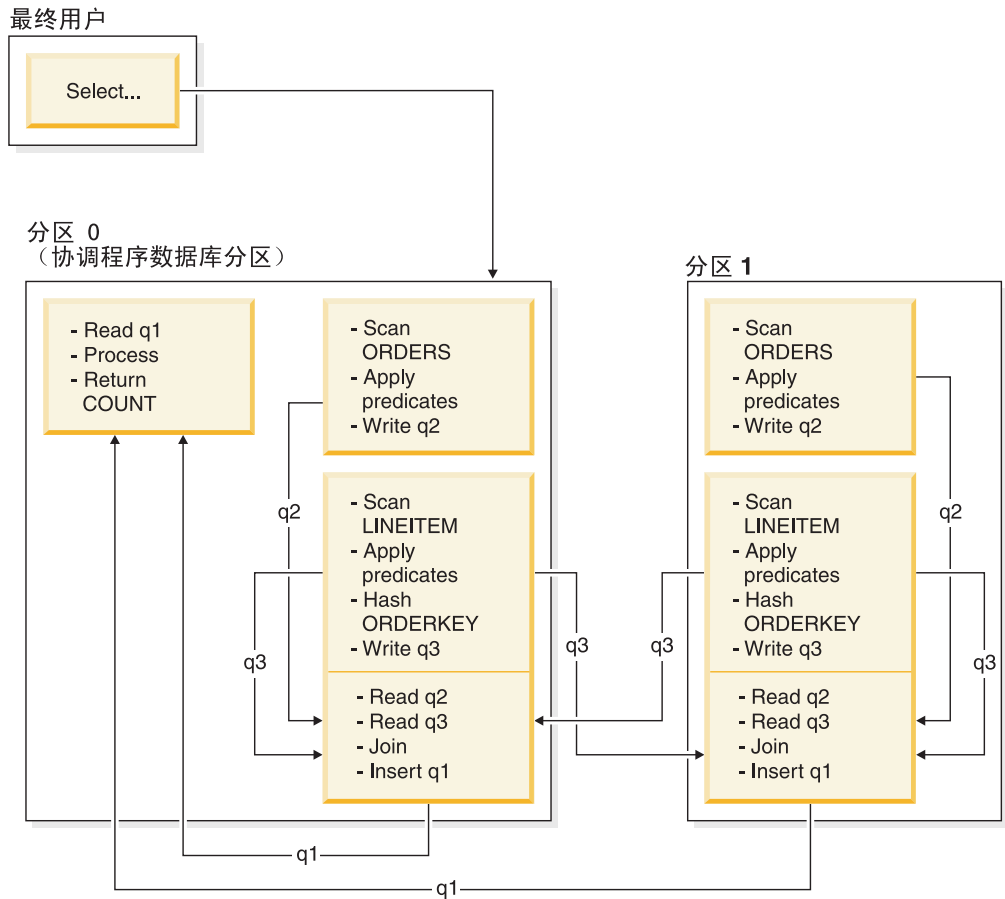 最终用户
Select...
分区 0
（协调程序数据库分区）
- Read q1
- Process
- Return
COUNT
- Scan
ORDERS
- Apply
predicates
- Write q2
q2
- Scan
LINEITEM
- Apply
predicates
- Hash
ORDERKEY
- Write q3
q3
q3
- Read q2
- Read q3
- Join
- Insert q1
q1
分区 1
- Scan
ORDERS
- Apply
predicates
- Write q2
q2
- Scan
LINEITEM
- Apply
predicates
- Hash
ORDERKEY
- Write q3
q3
q3
- Read q2
- Read q3
- Join
- Insert q1
q1